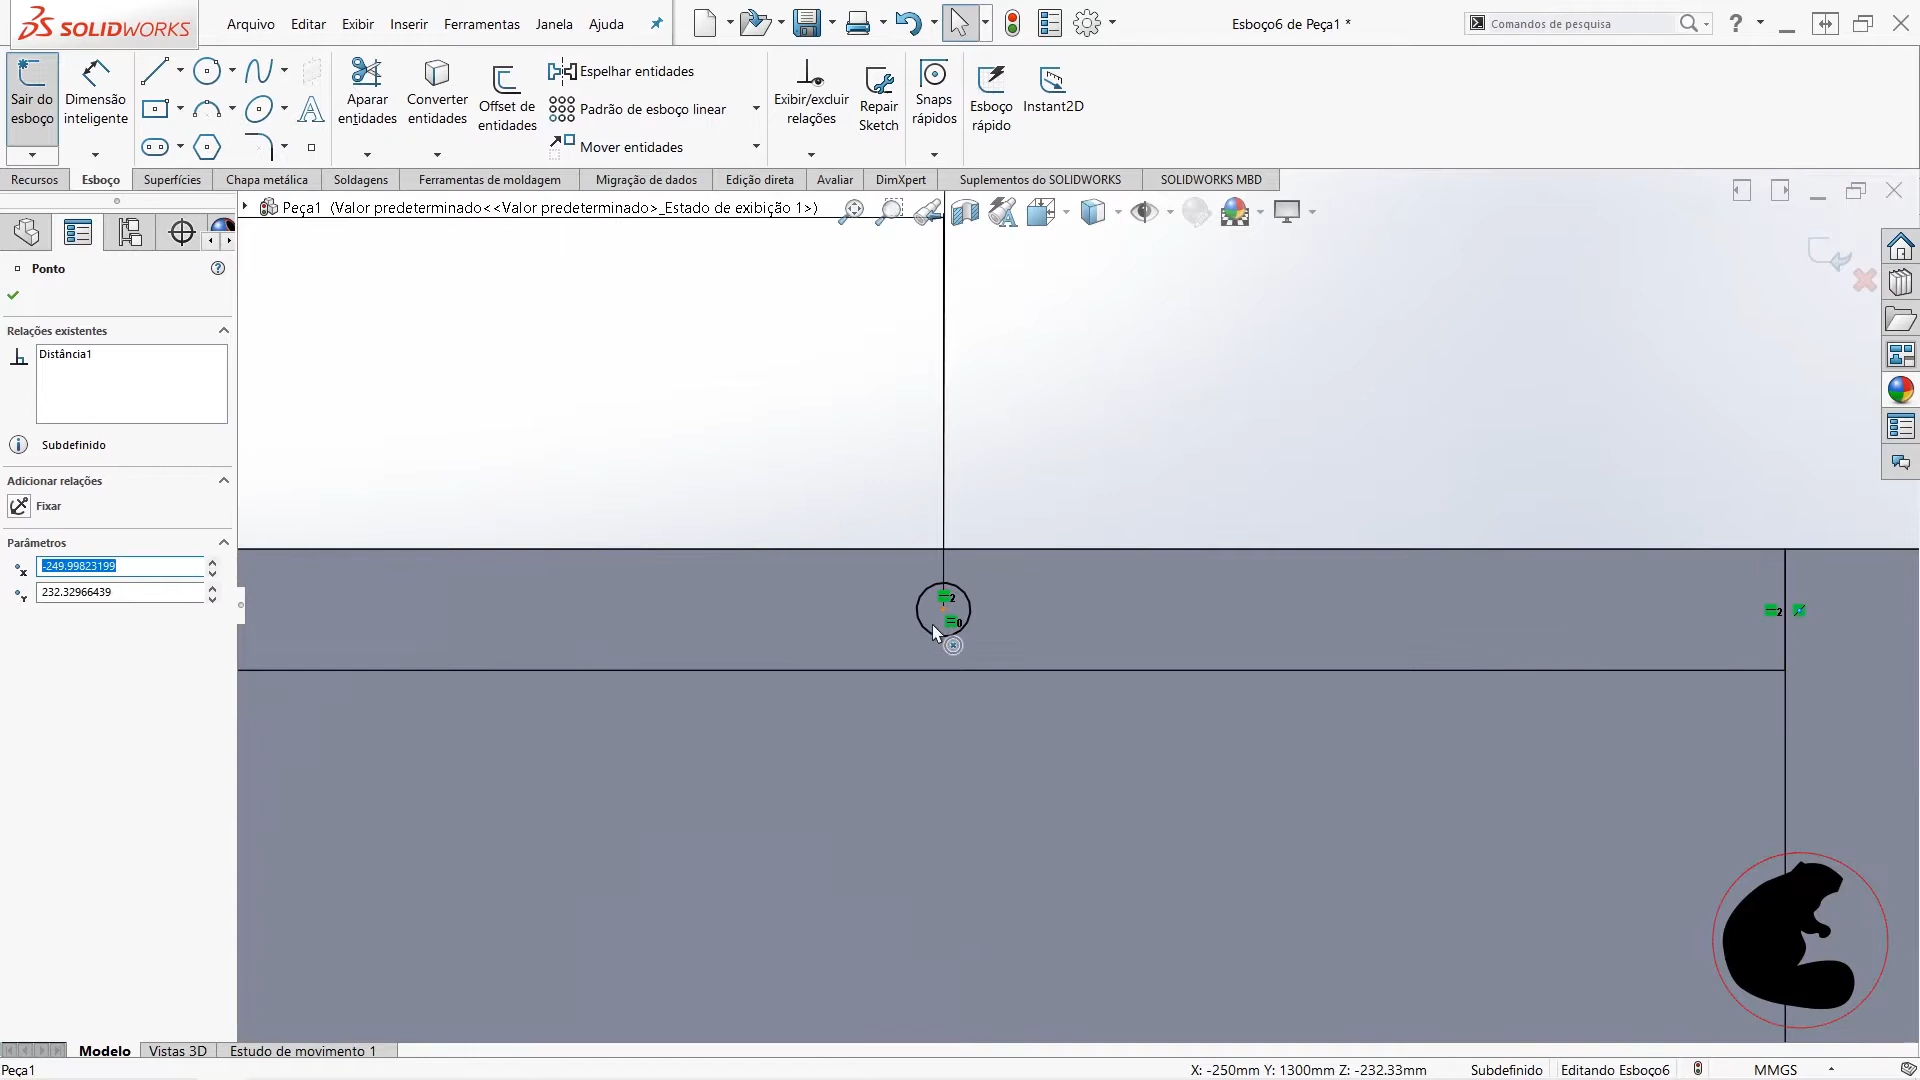 SOLIDWORKS
Arquivo Editar Exibir Inserir Ferramentas Janela Ajuda
Esboço6 de Peça1 *
Comandos de pesquisa
?
Sair do esboço
Dimensão inteligente
Aparar entidades
Converter entidades
Offset de entidades
Espelhar entidades
Padrão de esboço linear
Mover entidades
Exibir/excluir relações
Repair Sketch
Snaps rápidos
Esboço rápido
Instant2D
Recursos Esboço Superfícies Chapa metálica Soldagens Ferramentas de moldagem Migração de dados Edição direta Avaliar DimXpert Suplementos do SOLIDWORKS SOLIDWORKS MBD
Peça1 (Valor predeterminado<<Valor predeterminado>_Estado de exibição 1>)
Ponto
Relações existentes
Distância1
Subdefinido
Adicionar relações
Fixar
Parâmetros
X -249.99823199
Y 232.32966439
2
0
2
Modelo Vistas 3D Estudo de movimento 1
Peça1
X: -250mm Y: 1300mm Z: -232.33mm
Subdefinido
Editando Esboço6
MMGS